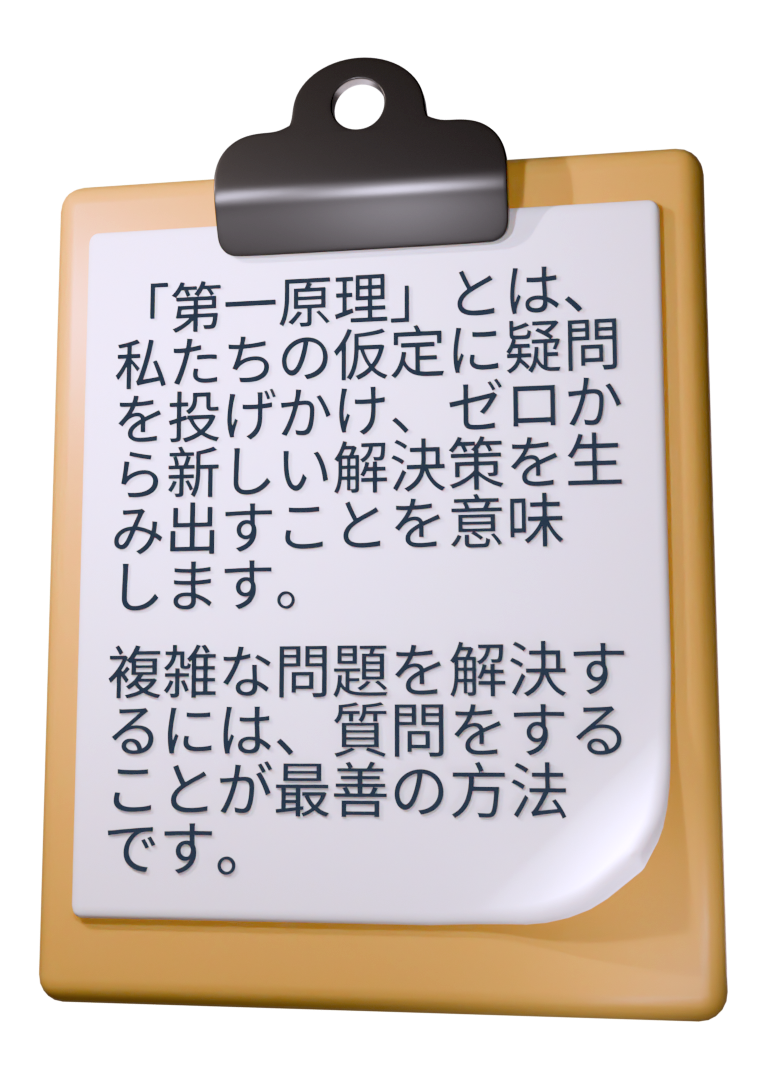 「第一原理」とは、
私たちの仮定に疑問
を投げかけ、ゼロか
ら新しい解決策を生
み出すことを意味
します。
複雑な問題を解決す
るには、質問をする
ことが最善の方法
です。